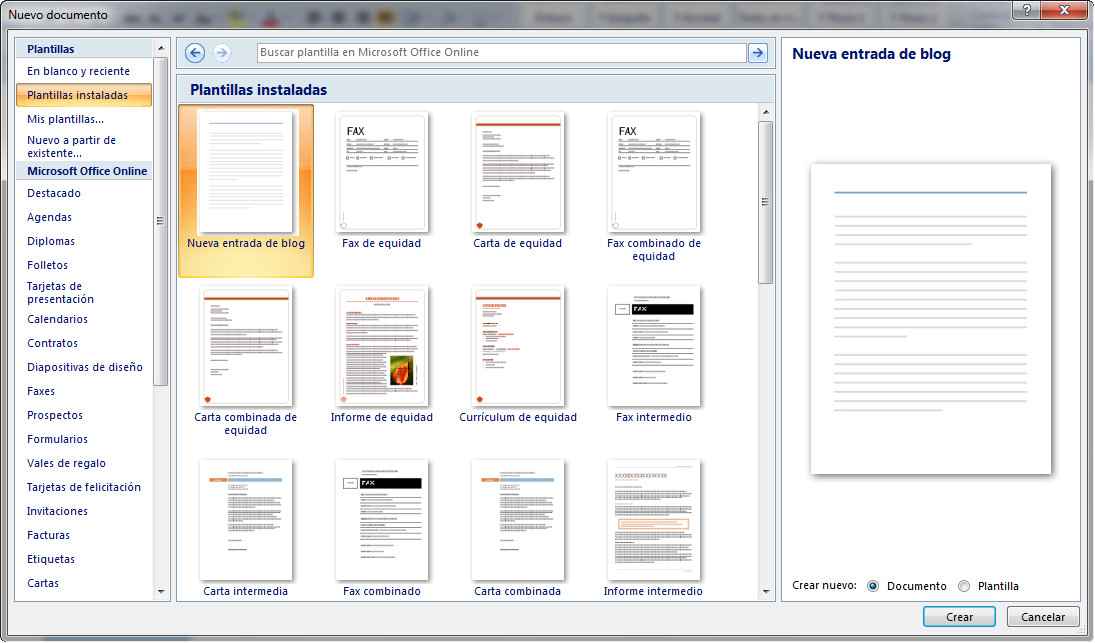 Nuevo documento
Plantillas
En blanco y reciente
Plantillas instaladas
Mis plantillas...
Nuevo a partir de
existente...
Microsoft Office Online
Destacado
Agendas
Diplomas
Folletos
Tarjetas de
presentación
Calendarios
Contratos
Diapositivas de diseño
Faxes
Prospectos
Formularios
Vales de regalo
Tarjetas de felicitación
Invitaciones
Facturas
Etiquetas
Cartas
Buscar plantilla en Microsoft Office Online
Plantillas instaladas
FAX
FAX
Nueva entrada de blog
Fax de equidad
Carta de equidad
Fax combinado de
equidad
FAX
Carta combinada de
equidad
Informe de equidad
Currículum de equidad
Fax intermedio
FAX
Carta intermedia
Fax combinado
Carta combinada
Informe intermedio
Nueva entrada de blog
Crear nuevo:
Documento
Plantilla
Crear
Cancelar